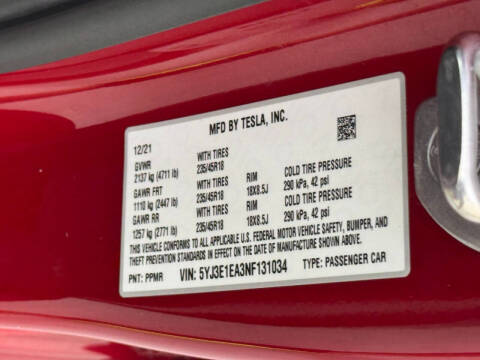 MFD BY TESLA, INC.
12/21
GVWR WITH TIRES
2137 kg (4711 lb) 235/45R18 RIM COLD TIRE PRESSURE
GAWR FRT WITH TIRES 18X8.5J 290 kPa, 42 psi
1110 kg (2447 lb) 235/45R18 RIM COLD TIRE PRESSURE
GAWR RR WITH TIRES 18X8.5J 290 kPa, 42 psi
1257 kg (2771 lb) 235/45R18
THIS VEHICLE CONFORMS TO ALL APPLICABLE U.S. FEDERAL MOTOR VEHICLE SAFETY, BUMPER, AND
THEFT PREVENTION STANDARDS IN EFFECT ON THE DATE OF MANUFACTURE SHOWN ABOVE.
PNT: PPMR VIN: 5YJ3E1EA3NF131034 TYPE: PASSENGER CAR